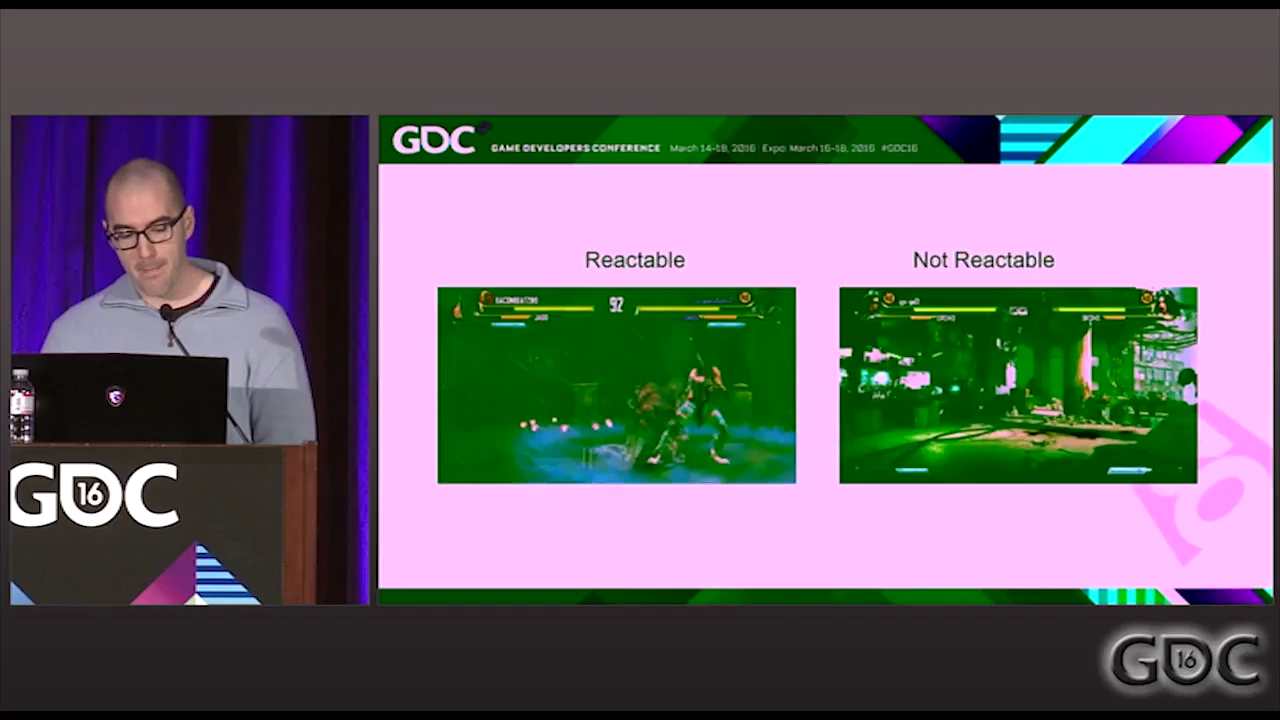 GDC
GAME DEVELOPERS CONFERENCE March 14-18, 2016 · Expo: March 16-18, 2016 #GDC16
Reactable
Not Reactable
92
JAGO
GDC
16
GDC
16